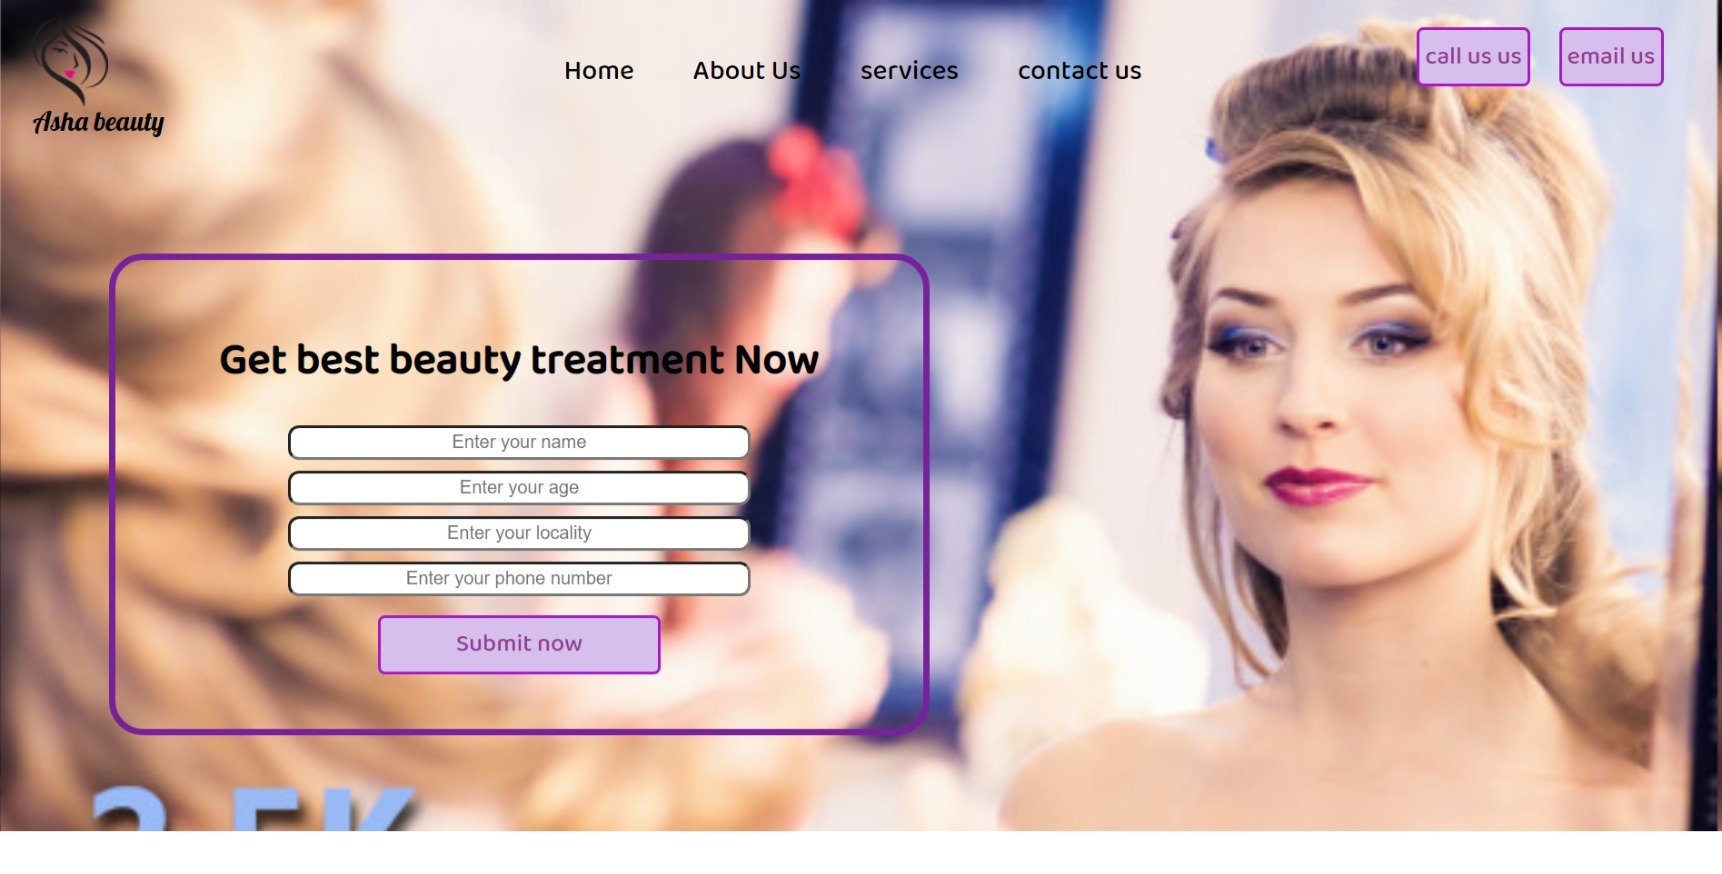 Home
About Us
services
contact us
call us us
email us
Asha beauty
Get best beauty treatment Now
Enter your name
Enter your age
Enter your locality
Enter your phone number
Submit now